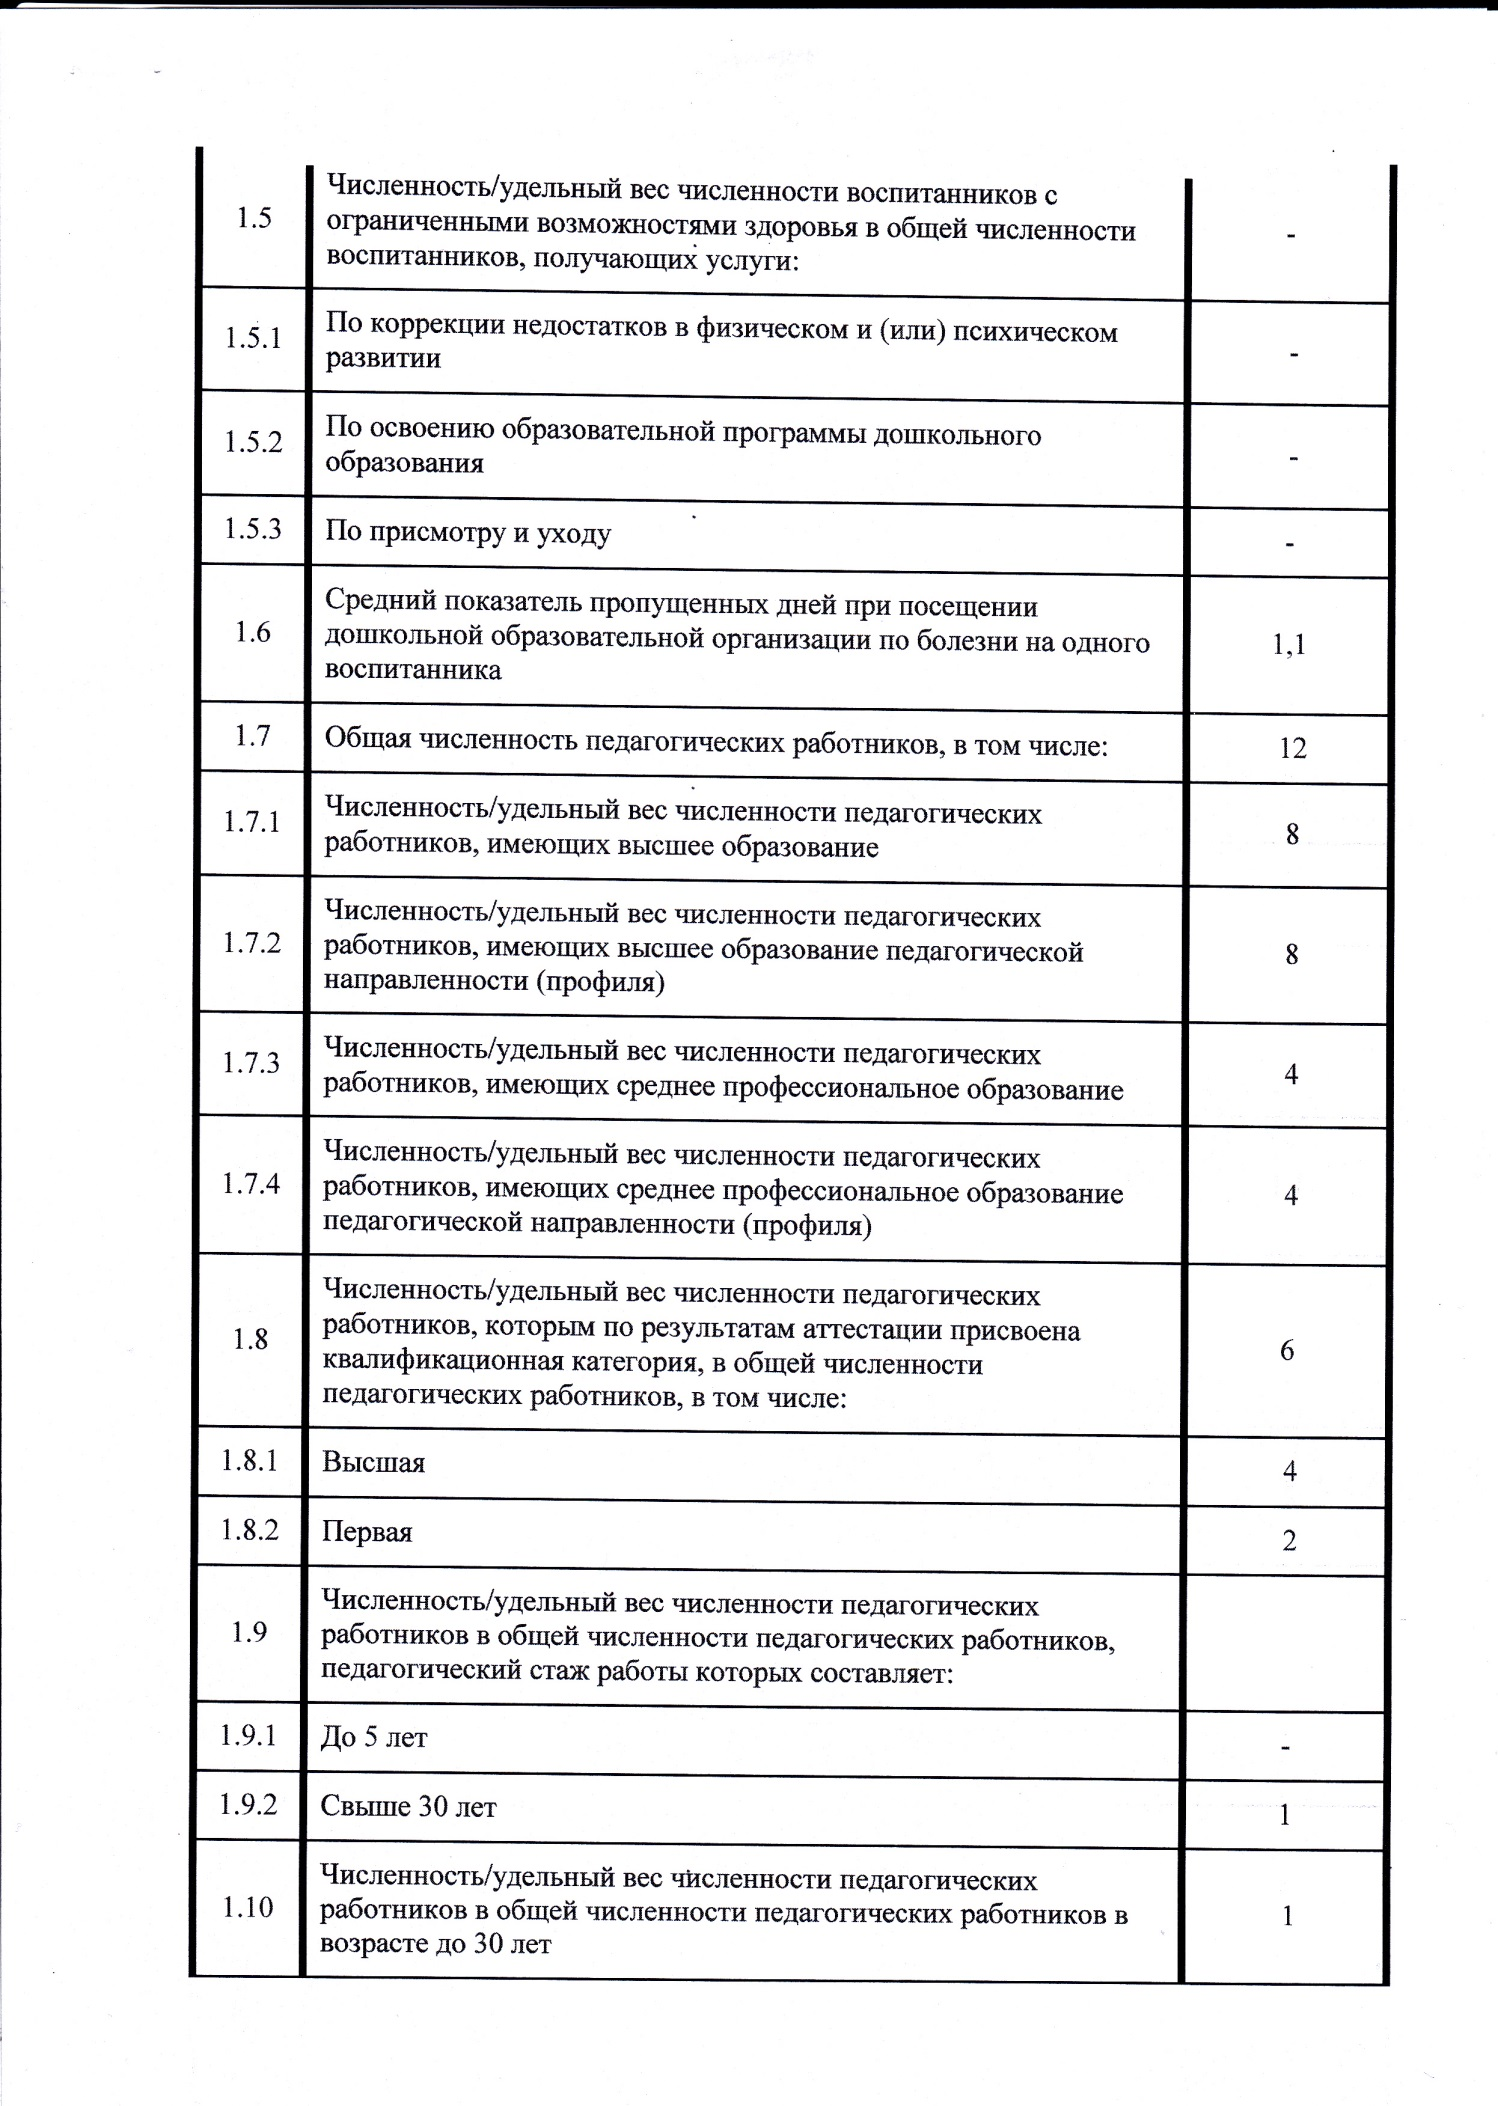 1.5
Численность/удельный вес численности воспитанников с
ограниченными возможностями здоровья в общей численности
воспитанников, получающих услуги:
-
1.5.1
По коррекции недостатков в физическом и (или) психическом
развитии
-
1.5.2
По освоению образовательной программы дошкольного
образования
-
1.5.3
По присмотру и уходу
-
1.6
Средний показатель пропущенных дней при посещении
дошкольной образовательной организации по болезни на одного
воспитанника
1,1
1.7
Общая численность педагогических работников, в том числе:
12
1.7.1
Численность/удельный вес численности педагогических
работников, имеющих высшее образование
8
1.7.2
Численность/удельный вес численности педагогических
работников, имеющих высшее образование педагогической
направленности (профиля)
8
1.7.3
Численность/удельный вес численности педагогических
работников, имеющих среднее профессиональное образование
4
1.7.4
Численность/удельный вес численности педагогических
работников, имеющих среднее профессиональное образование
педагогической направленности (профиля)
4
1.8
Численность/удельный вес численности педагогических
работников, которым по результатам аттестации присвоена
квалификационная категория, в общей численности
педагогических работников, в том числе:
6
1.8.1
Высшая
4
1.8.2
Первая
2
1.9
Численность/удельный вес численности педагогических
работников в общей численности педагогических работников,
педагогический стаж работы которых составляет:
1.9.1
До 5 лет
-
1.9.2
Свыше 30 лет
1
1.10
Численность/удельный вес численности педагогических
работников в общей численности педагогических работников в
возрасте до 30 лет
1